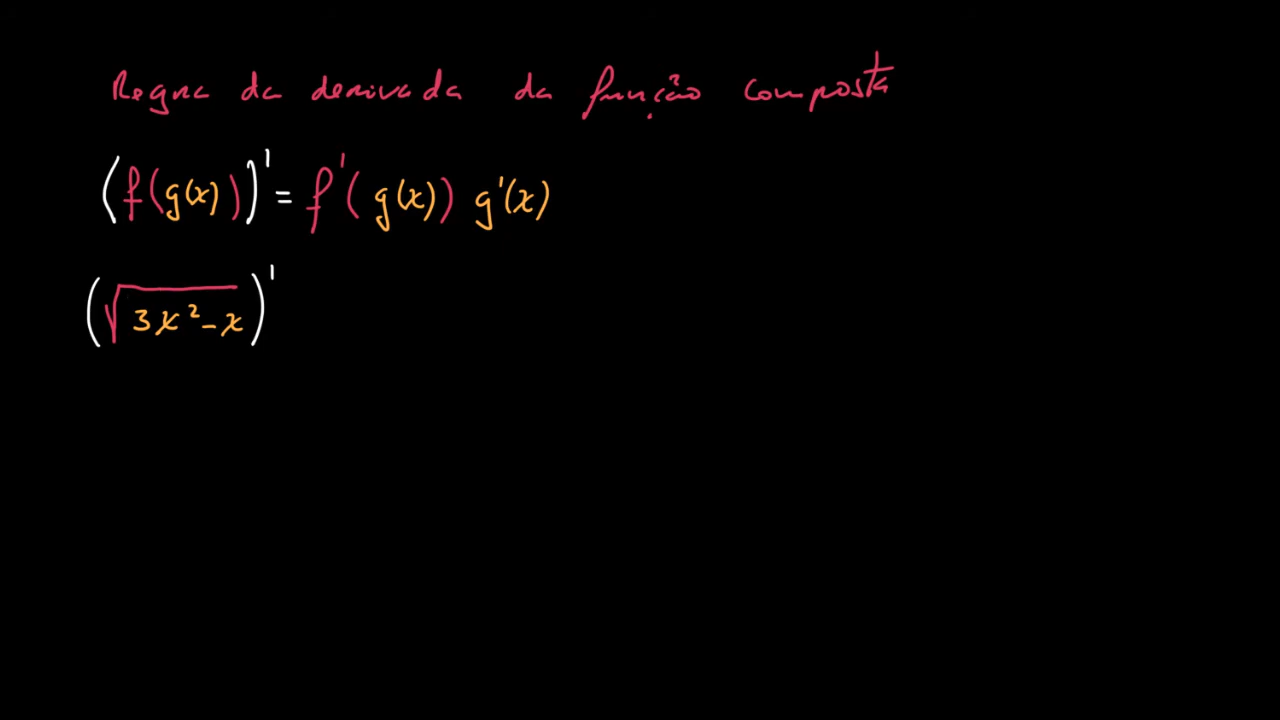 Regra da derivada da função composta
(f(g(x)))' = f'(g(x)) g'(x)
(√3x²-x)'